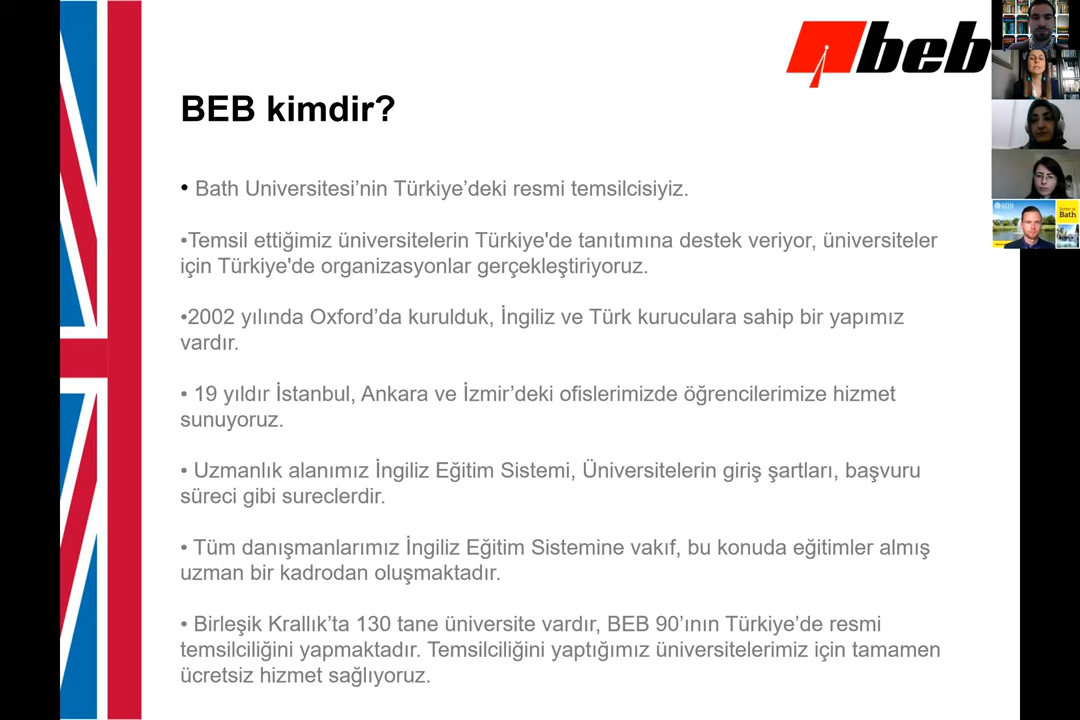 beb
BEB kimdir?
• Bath Universitesi’nin Türkiye’deki resmi temsilcisiyiz.
•Temsil ettiğimiz üniversitelerin Türkiye'de tanıtımına destek veriyor, üniversiteler
için Türkiye'de organizasyonlar gerçekleştiriyoruz.
•2002 yılında Oxford’da kurulduk, İngiliz ve Türk kuruculara sahip bir yapımız
vardır.
• 19 yıldır İstanbul, Ankara ve İzmir’deki ofislerimizde öğrencilerimize hizmet
sunuyoruz.
• Uzmanlık alanımız İngiliz Eğitim Sistemi, Üniversitelerin giriş şartları, başvuru
süreci gibi sureclerdir.
• Tüm danışmanlarımız İngiliz Eğitim Sistemine vakıf, bu konuda eğitimler almış
uzman bir kadrodan oluşmaktadır.
• Birleşik Krallık’ta 130 tane üniversite vardır, BEB 90’ının Türkiye’de resmi
temsilciliğini yapmaktadır. Temsilciliğini yaptığımız üniversitelerimiz için tamamen
ücretsiz hizmet sağlıyoruz.
BATH
Bath